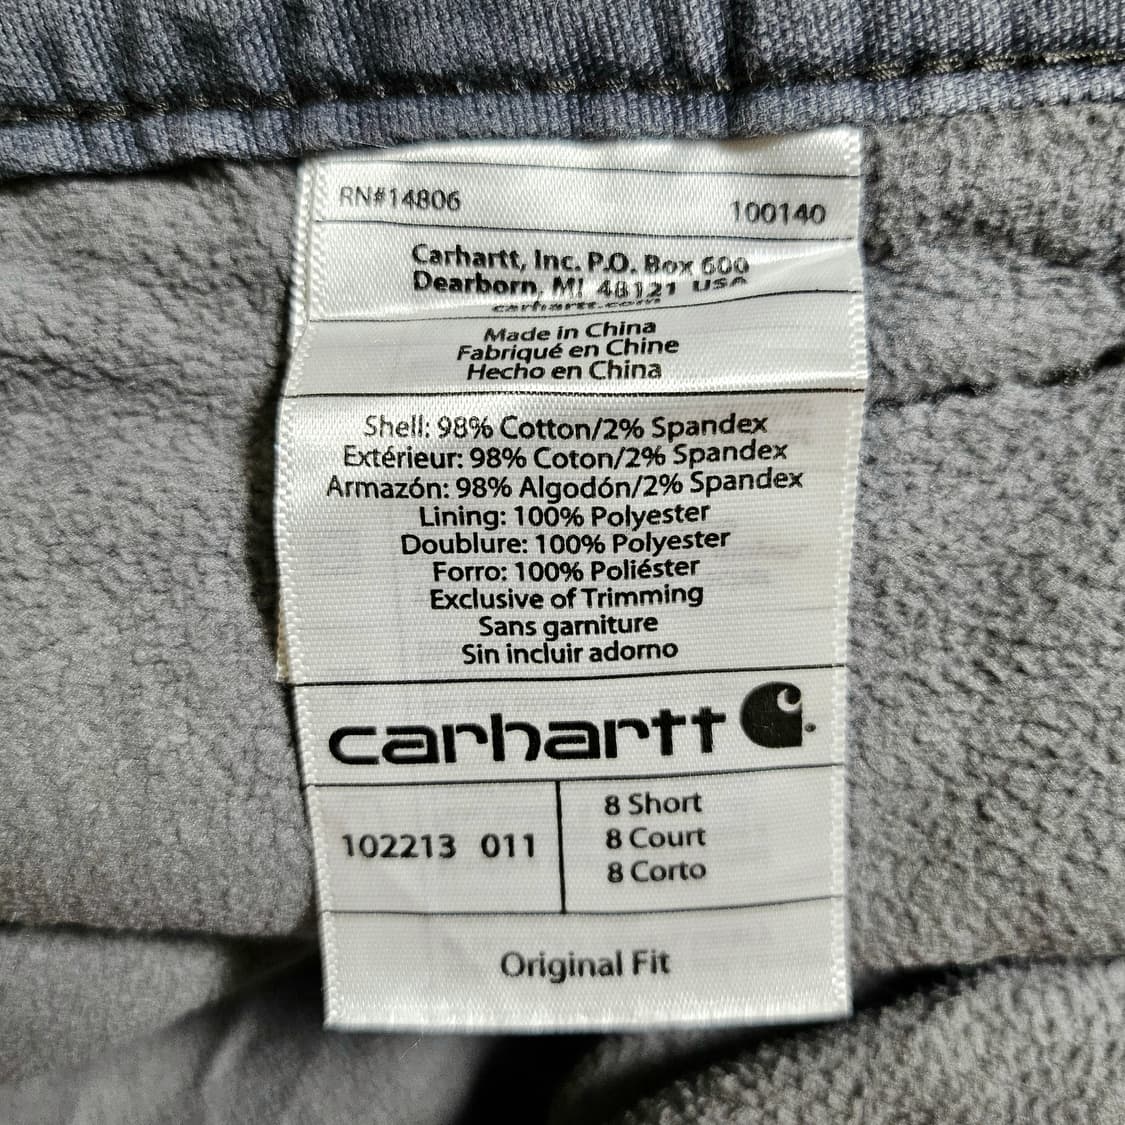 RN#14806 100140
Carhartt, Inc. P.O. Box 600
Dearborn, MI 48121 USA
carhartt.com
Made in China
Fabriqué en Chine
Hecho en China
Shell: 98% Cotton/2% Spandex
Extérieur: 98% Coton/2% Spandex
Armazón: 98% Algodón/2% Spandex
Lining: 100% Polyester
Doublure: 100% Polyester
Forro: 100% Poliéster
Exclusive of Trimming
Sans garniture
Sin incluir adorno
carhartt
102213 011
8 Short
8 Court
8 Corto
Original Fit